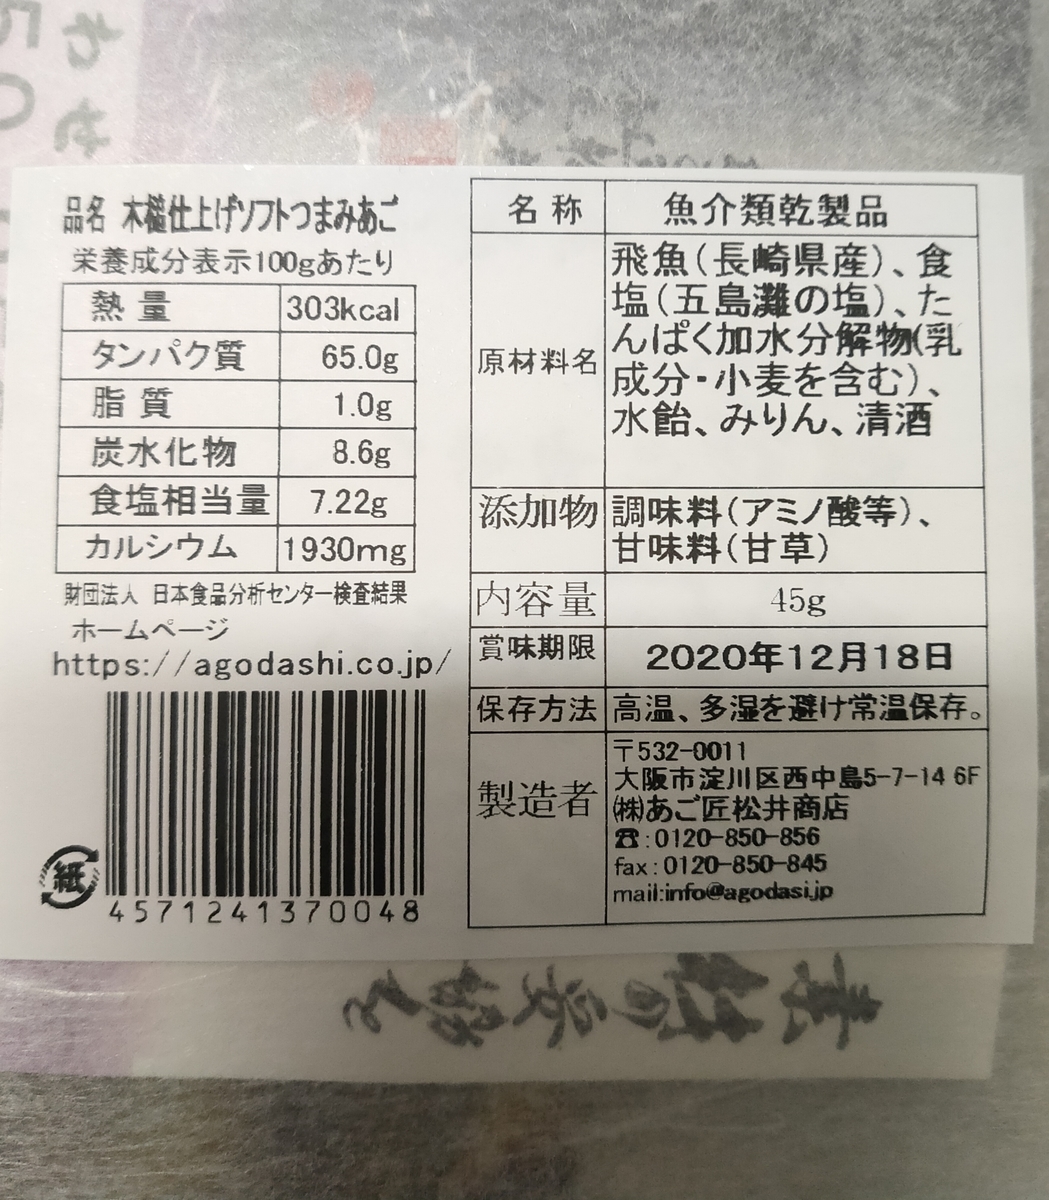 品名 木槌仕上げソフトつまみあご
栄養成分表示100gあたり
熱量 303kcal
タンパク質 65.0g
脂質 1.0g
炭水化物 8.6g
食塩相当量 7.22g
カルシウム 1930mg
財団法人 日本食品分析センター検査結果
ホームページ
https://agodashi.co.jp/
紙
4571241370048
名称 魚介類乾製品
原材料名
飛魚(長崎県産)、食
塩(五島灘の塩)、た
んぱく加水分解物(乳
成分・小麦を含む)、
水飴、みりん、清酒
添加物
調味料(アミノ酸等)、
甘味料(甘草)
内容量 45g
賞味期限 2020年12月18日
保存方法 高温、多湿を避け常温保存。
製造者
〒532-0011
大阪市淀川区西中島5-7-14 6F
㈱あご匠松井商店
☎:0120-850-856
fax:0120-850-845
mail:info@agodasi.jp